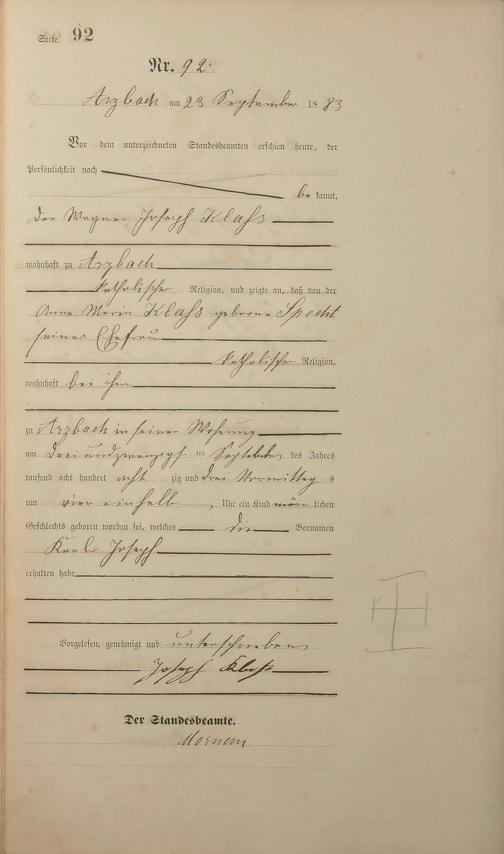 Seite 92
Nr. 92.
Arzbach am 23 September 1883
Vor dem unterzeichneten Standesbeamten erschien heute, der
Persönlichkeit nach
be kannt,
der Wagner Joseph Klaß
wohnhaft zu Arzbach
katholischer Religion, und zeigte an, daß von der
Anna Maria Klaß geborene Specht
seiner Ehefrau
katholischer Religion,
wohnhaft bei ihm
zu Arzbach in seiner Wohnung
am dreiundzwanzigsten September des Jahres
tausend acht hundert acht zig und drei Vormittags
um vier einhalb Uhr ein Kind männlichen
Geschlechts geboren worden sei, welches die Vornamen
Karl Joseph
erhalten habe
Vorgelesen, genehmigt und unterschrieben
Joseph Klaß
Der Standesbeamte.